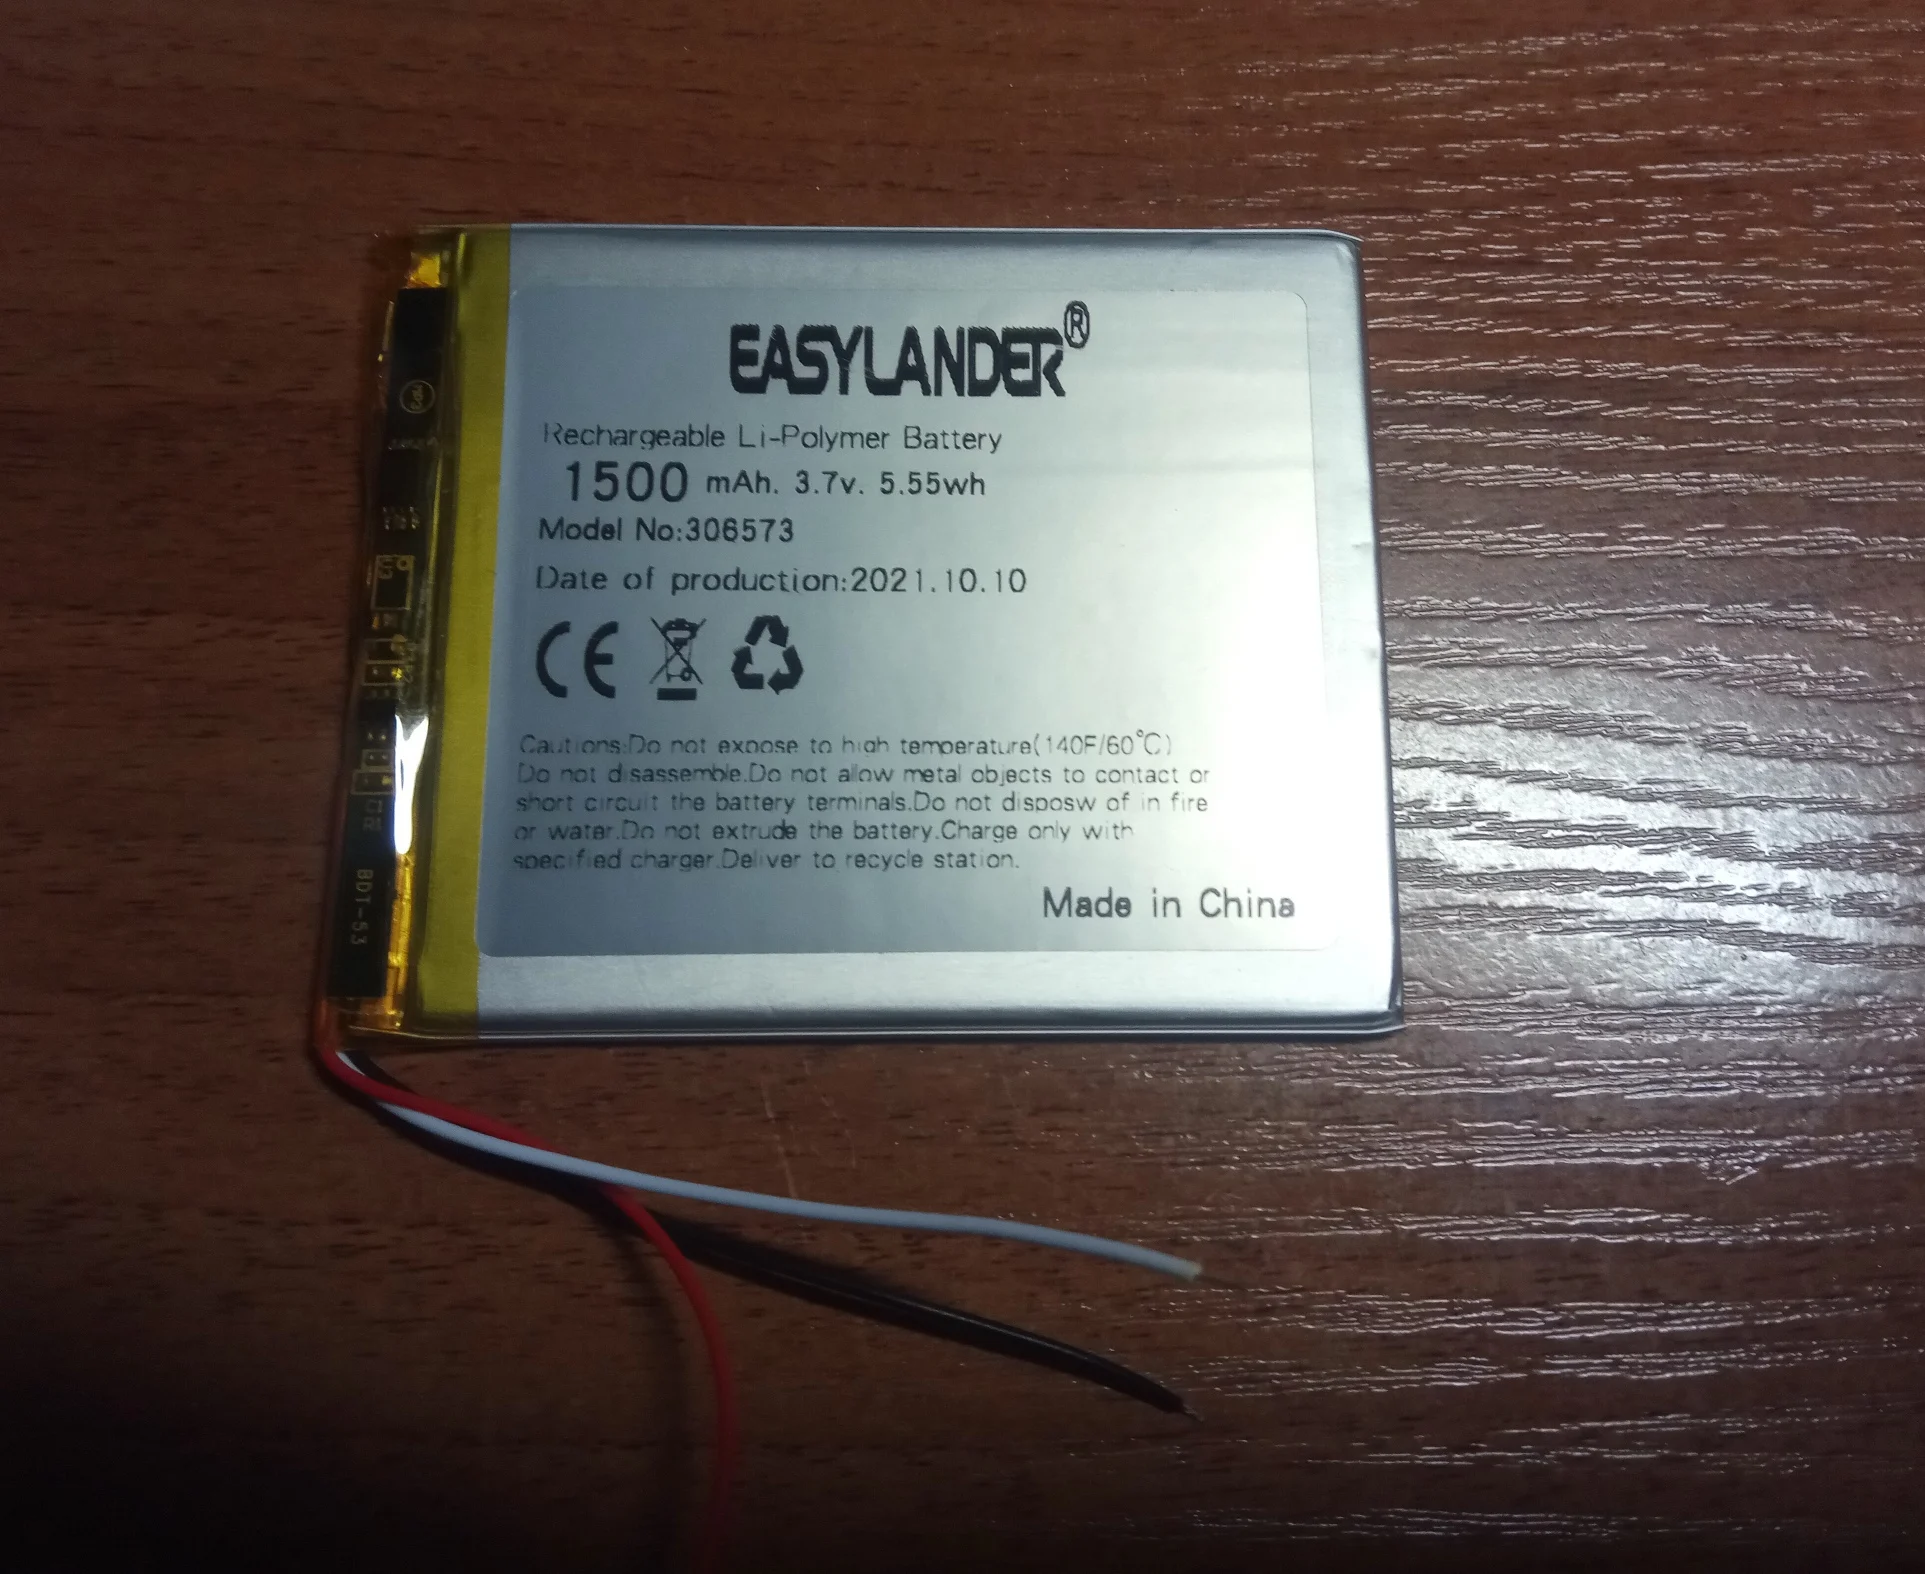 EASYLANDER®
Rechargeable Li-Polymer Battery
1500 mAh. 3.7v. 5.55wh
Model No:306573
Date of production:2021.10.10
CE
Cautions:Do not expose to high temperature(140F/60°C)
Do not disassemble.Do not allow metal objects to contact or
short circuit the battery terminals.Do not disposw of in fire
or water.Do not extrude the battery.Charge only with
specified charger.Deliver to recycle station.
Made in China
U2
BDT-53